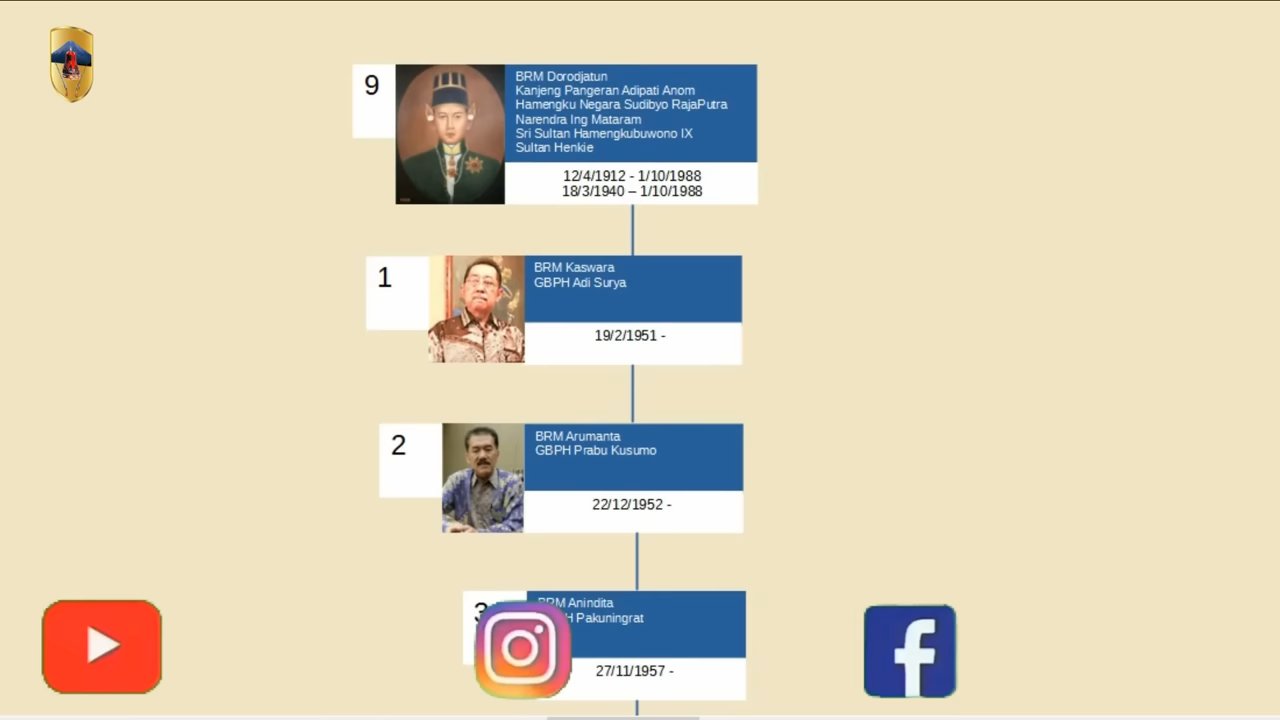 9
BRM Dorodjatun
Kanjeng Pangeran Adipati Anom
Hamengku Negara Sudibyo RajaPutra
Narendra Ing Mataram
Sri Sultan Hamengkubuwono IX
Sultan Henkie
12/4/1912 - 1/10/1988
18/3/1940 – 1/10/1988
1
BRM Kaswara
GBPH Adi Surya
19/2/1951 -
2
BRM Arumanta
GBPH Prabu Kusumo
22/12/1952 -
3
BRM Anindita
Pakuningrat
27/11/1957 -